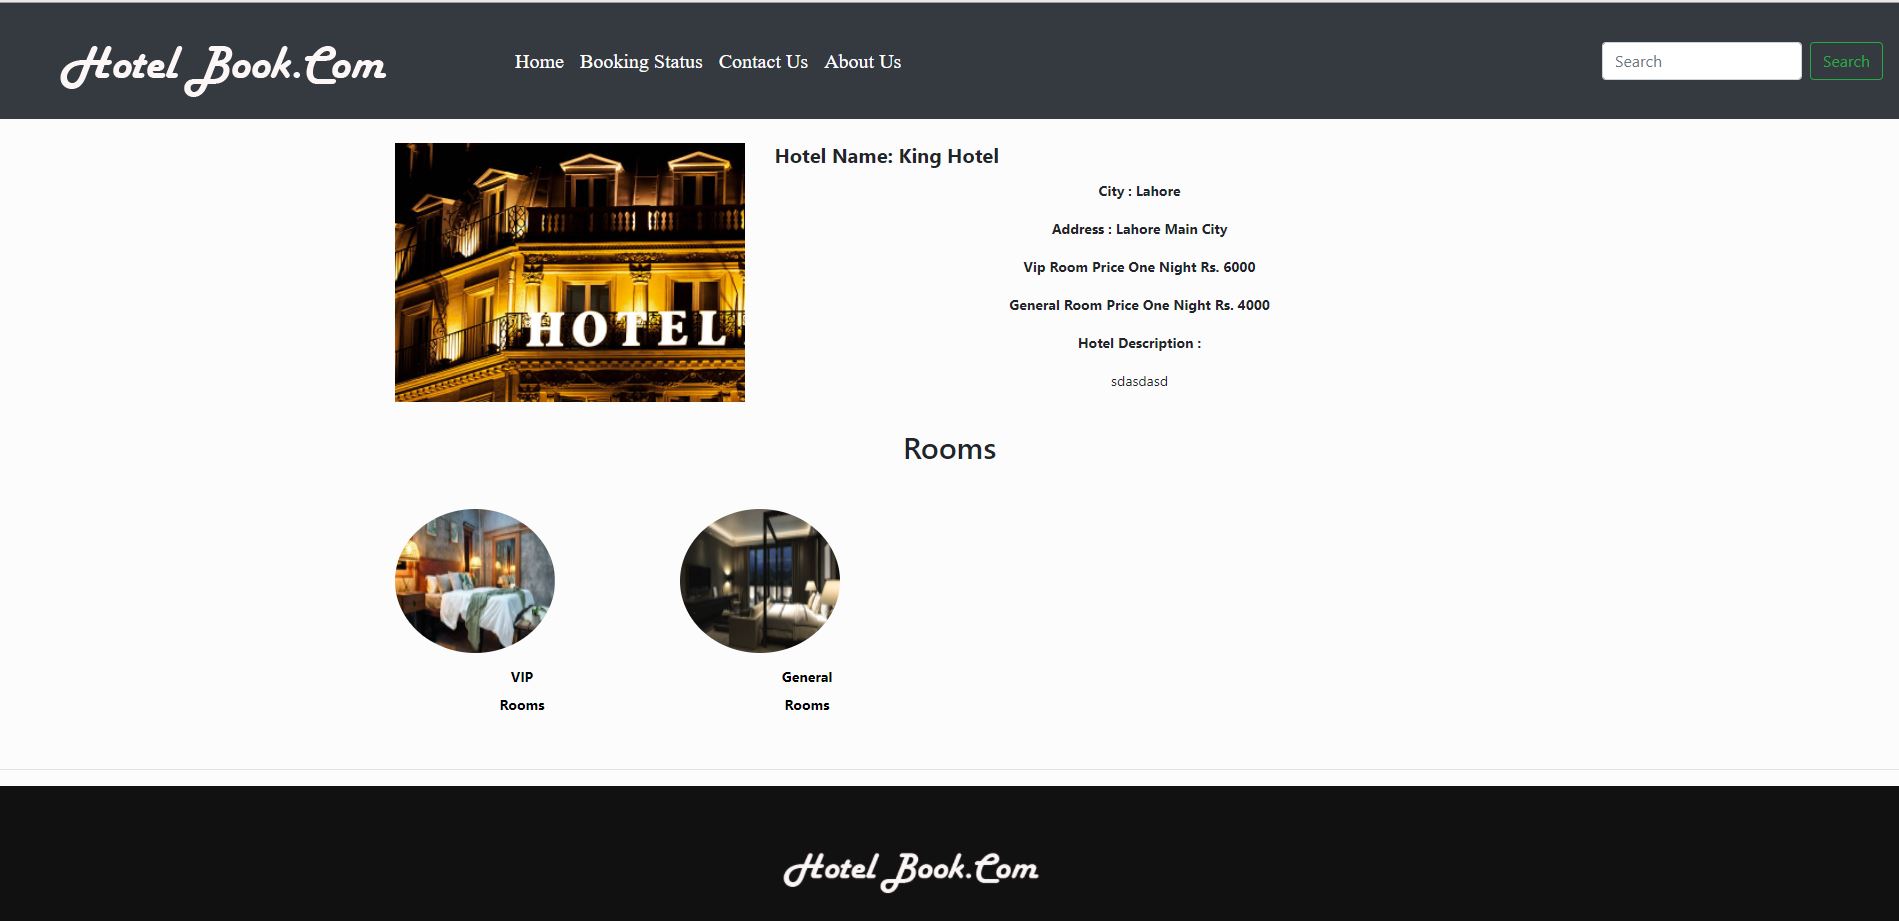 Hotel Book.Com
Home Booking Status Contact Us About Us
Search Search
Hotel Name: King Hotel
City : Lahore
Address : Lahore Main City
Vip Room Price One Night Rs. 6000
General Room Price One Night Rs. 4000
HOTEL
Hotel Description :
sdasdasd
Rooms
VIP
Rooms
General
Rooms
Hotel Book.Com